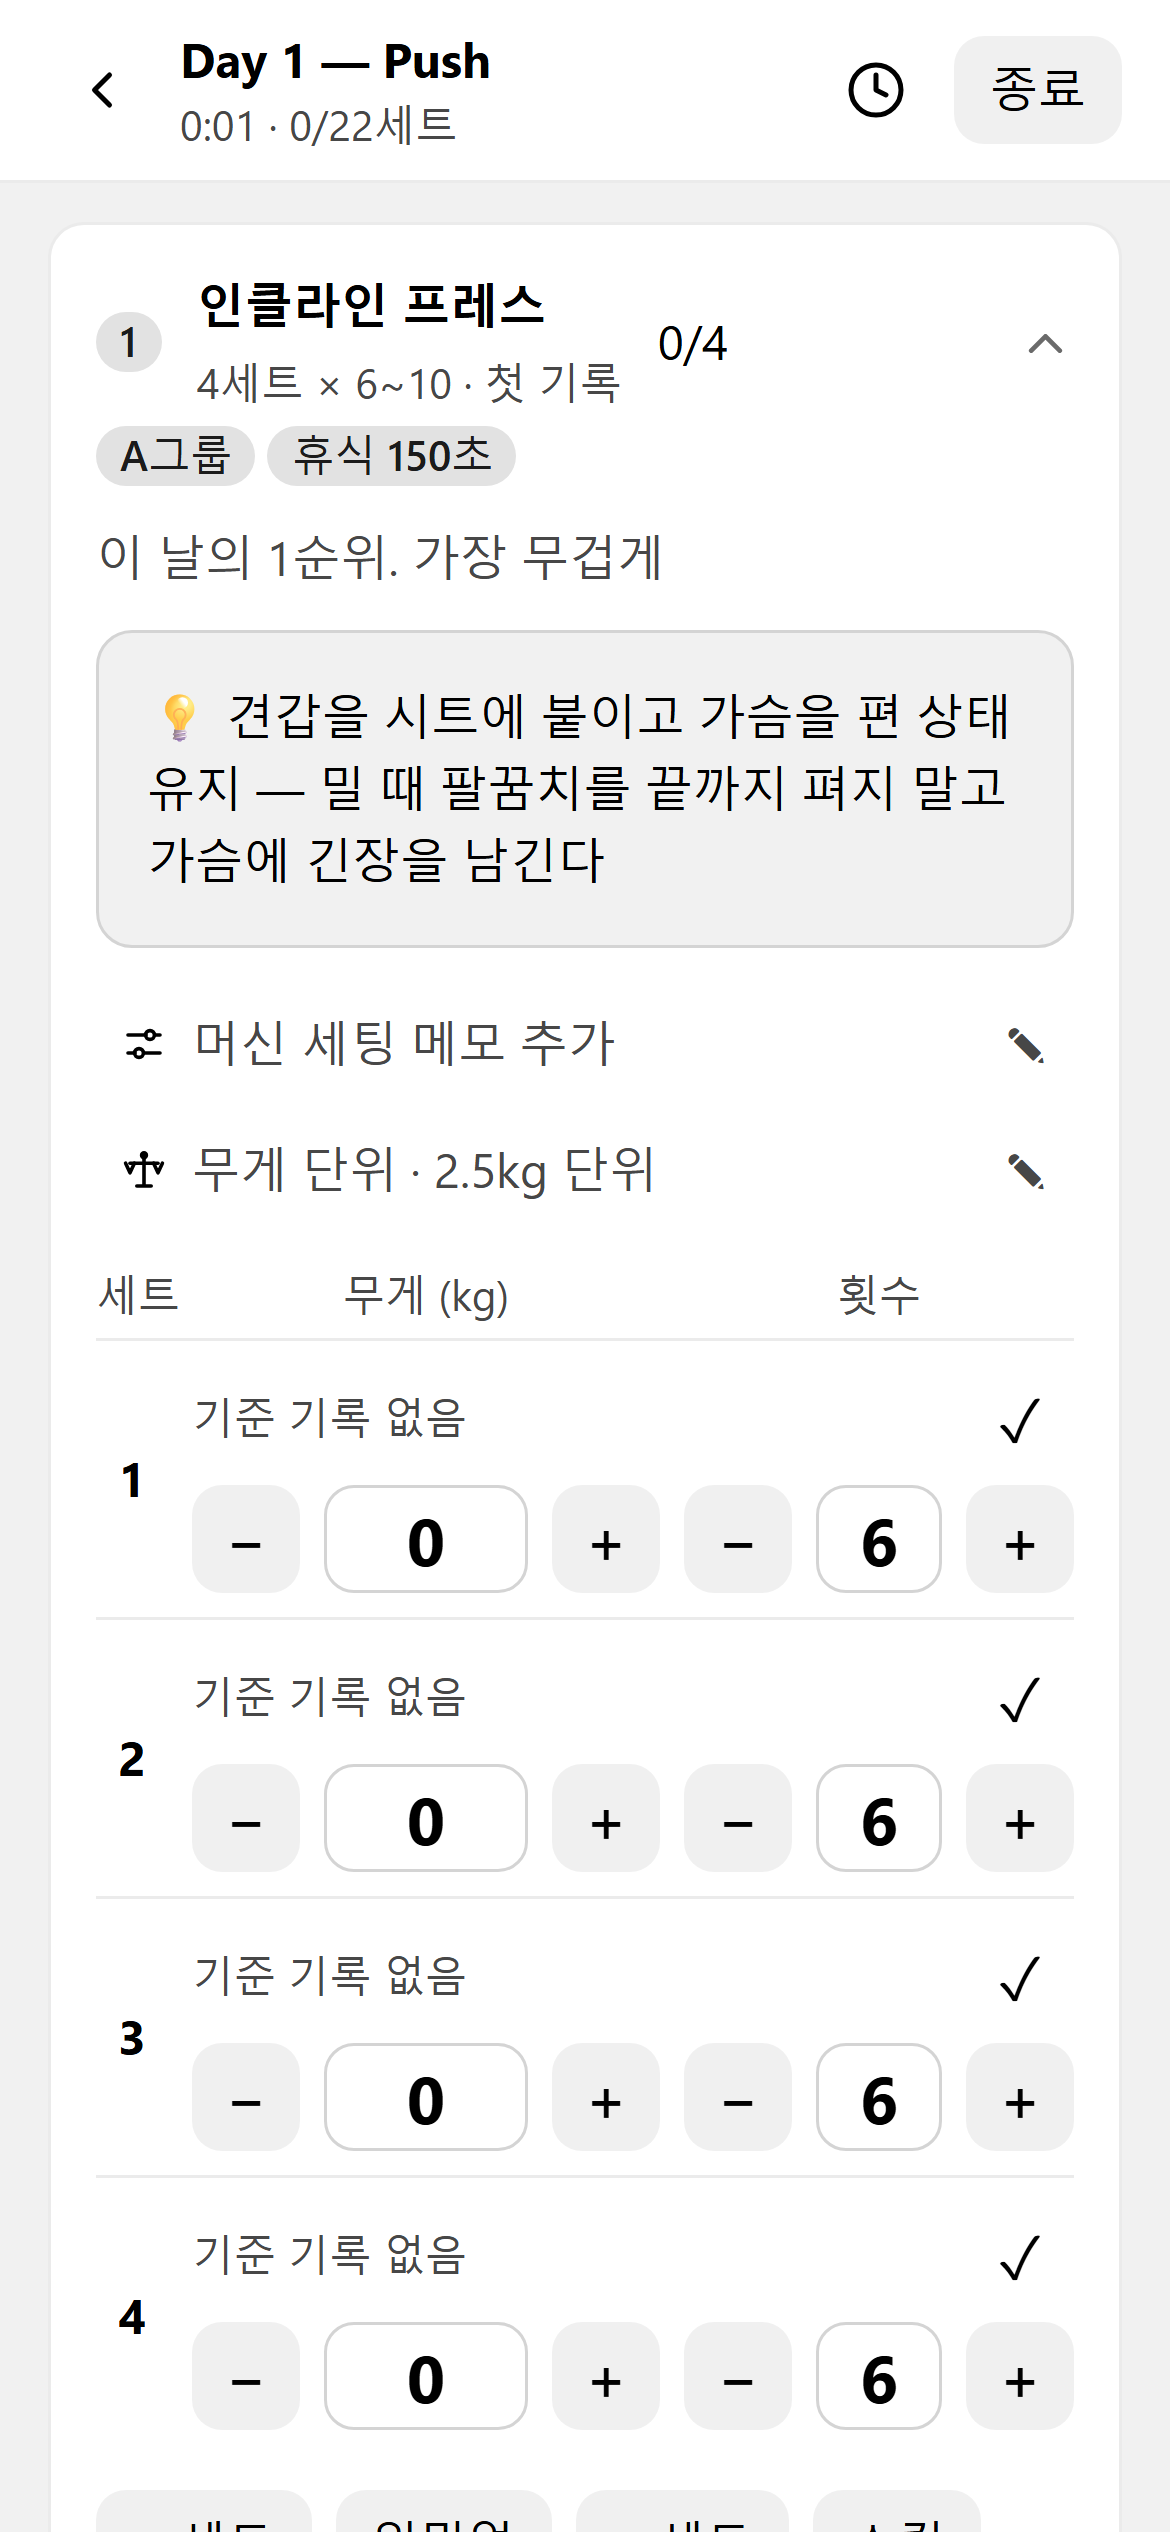 Day 1 — Push
0:01 · 0/22세트
종료
1
인클라인 프레스
4세트 × 6~10 · 첫 기록
0/4
A그룹
휴식 150초
이 날의 1순위. 가장 무겁게
💡 견갑을 시트에 붙이고 가슴을 편 상태
유지 — 밀 때 팔꿈치를 끝까지 펴지 말고
가슴에 긴장을 남긴다
머신 세팅 메모 추가
무게 단위 · 2.5kg 단위
세트 무게 (kg) 횟수
기준 기록 없음 ✓
1 − 0 + − 6 +
기준 기록 없음 ✓
2 − 0 + − 6 +
기준 기록 없음 ✓
3 − 0 + − 6 +
기준 기록 없음 ✓
4 − 0 + − 6 +